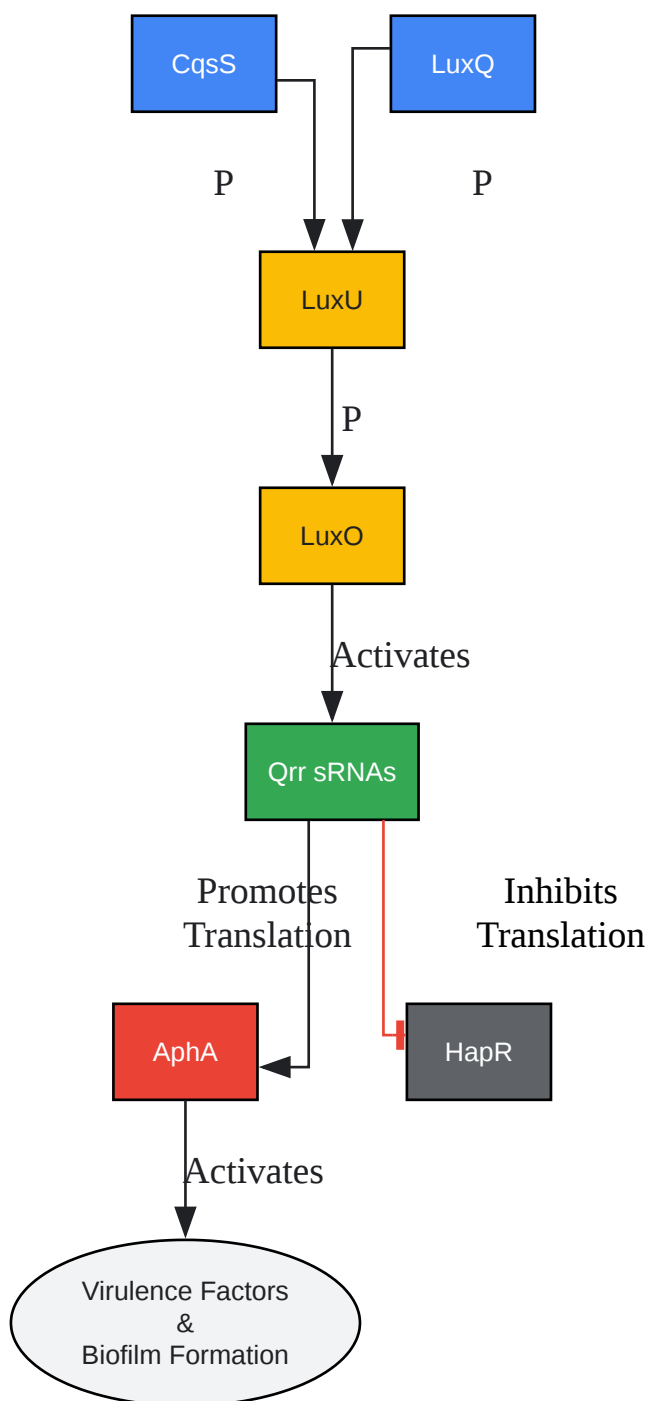 CqsS
LuxQ
P
P
LuxU
P
LuxO
Activates
Qrr sRNAs
Promotes
Translation
Inhibits
Translation
AphA
HapR
Activates
Virulence Factors
&
Biofilm Formation